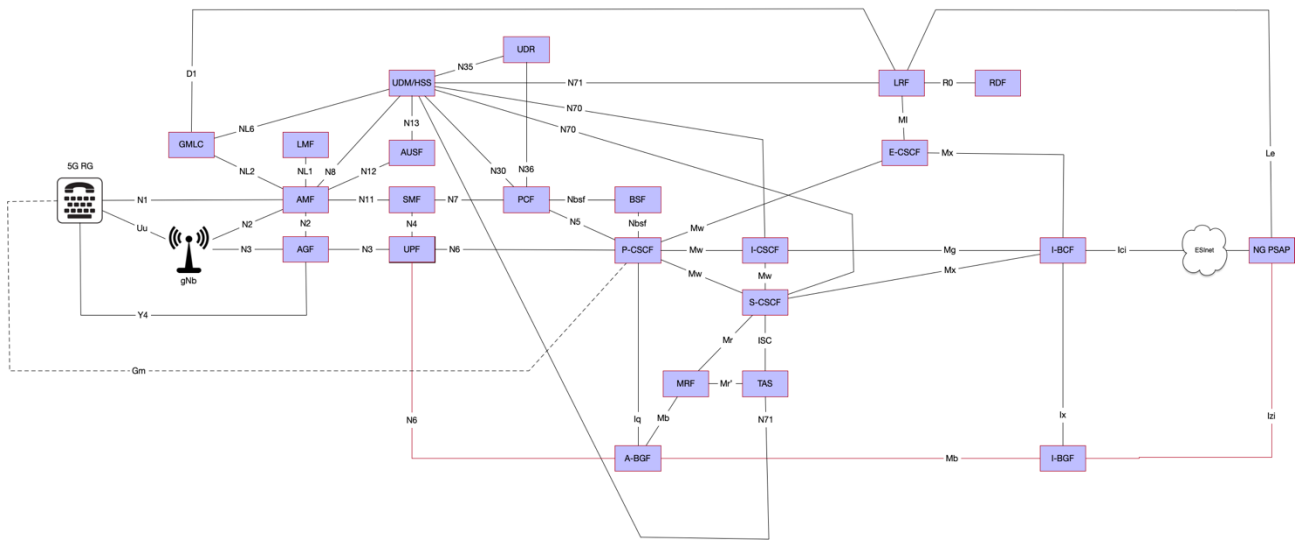 UDR
N35
D1
UDM/HSS
N71
LRF
R0
RDF
N70
NL6
N13
N70
MI
GMLC
LMF
AUSF
E-CSCF
Mx
Le
5G RG
NL2
NL1
N8
N12
N30
N36
N1
AMF
N11
SMF
N7
PCF
Nbsf
BSF
Uu
N2
N2
N4
N5
Nbsf
Mw
N3
AGF
N3
UPF
N6
P-CSCF
Mw
I-CSCF
Mg
I-BCF
Ici
ESInet
NG PSAP
gNb
Mw
Mw
Mx
S-CSCF
Y4
Mr
ISC
Gm
MRF
Mr'
TAS
N6
Iq
Mb
N71
Ix
Izi
A-BGF
Mb
I-BGF